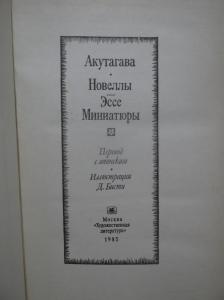 Акутагава
Новеллы
Эссе
Миниатюры
Перевод
с японского
Иллюстрации
Д. Бисти
Москва
«Художественная
литература»
1985